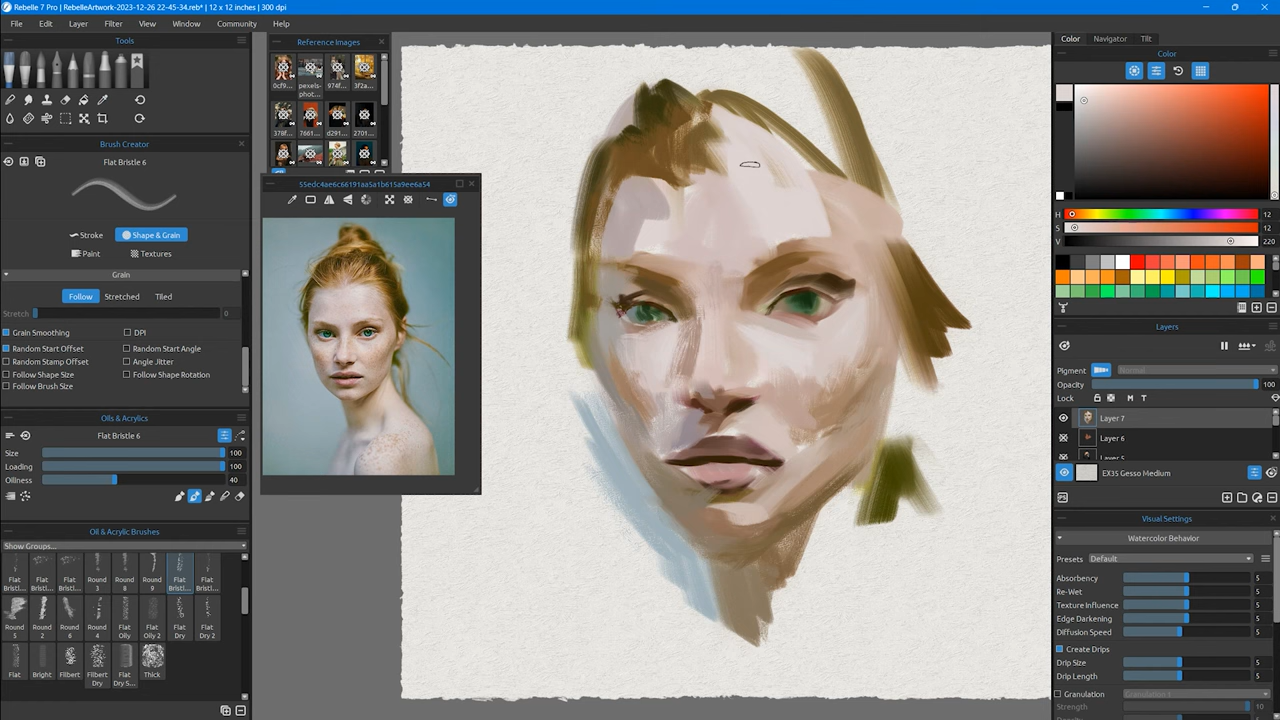 Rebelle 7 Pro | RebelleArtwork-2023-12-26 22-45-34.reb* | 12 x 12 inches | 300 dpi
File Edit Layer Filter View Window Community Help
Tools
Brush Creator
Flat Bristle 6
Stroke Shape & Grain
Paint Textures
Grain
Follow Stretched Tiled
Stretch 0
Grain Smoothing DPI
Random Start Offset Random Start Angle
Random Stamp Offset Angle Jitter
Follow Shape Size Follow Shape Rotation
Follow Brush Size
Oils & Acrylics
Flat Bristle 6
Size 100
Loading 100
Oiliness 40
Oil & Acrylic Brushes
Show Groups...
Flat Bristl... Flat Bristl... Flat Bristl... Round 3 Round 8 Round 9 Flat Bristl... Flat Bristl...
Round 5 Round 2 Round 6 Round 4 Flat Oily Flat Oily 2 Flat Dry Flat Dry 2
Flat Bright Filbert Filbert Dry Flat Dry S... Thick
Reference Images
0cf9... pexels-phot... 974f... 3f2a...
378f... 7661... d291... 2701...
55edc4ae6c66191aa5a1b615a9ee6a54
Color Navigator Tilt
Color
H 12
S 12
V 220
Layers
Pigment Normal
Opacity 100
Lock M T
Layer 7
Layer 6
Layer 5
EX35 Gesso Medium
Visual Settings
Watercolor Behavior
Presets Default
Absorbency 5
Re-Wet 5
Texture Influence 5
Edge Darkening 5
Diffusion Speed 5
Create Drips
Drip Size 5
Drip Length 5
Granulation Granulation 1
Strength 10